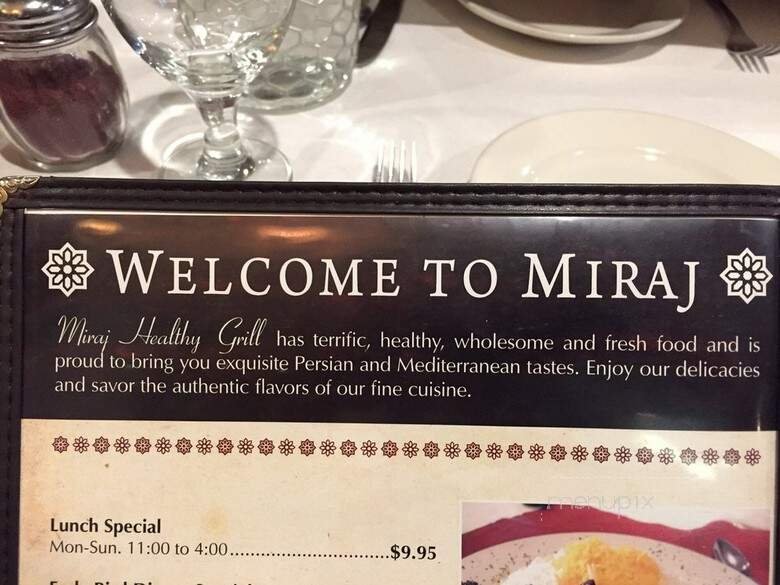 WELCOME TO MIRAJ
Miraj Healthy Grill has terrific, healthy, wholesome and fresh food and is
proud to bring you exquisite Persian and Mediterranean tastes. Enjoy our delicacies
and savor the authentic flavors of our fine cuisine.
menupix
Lunch Special
Mon-Sun. 11:00 to 4:00..........................$9.95